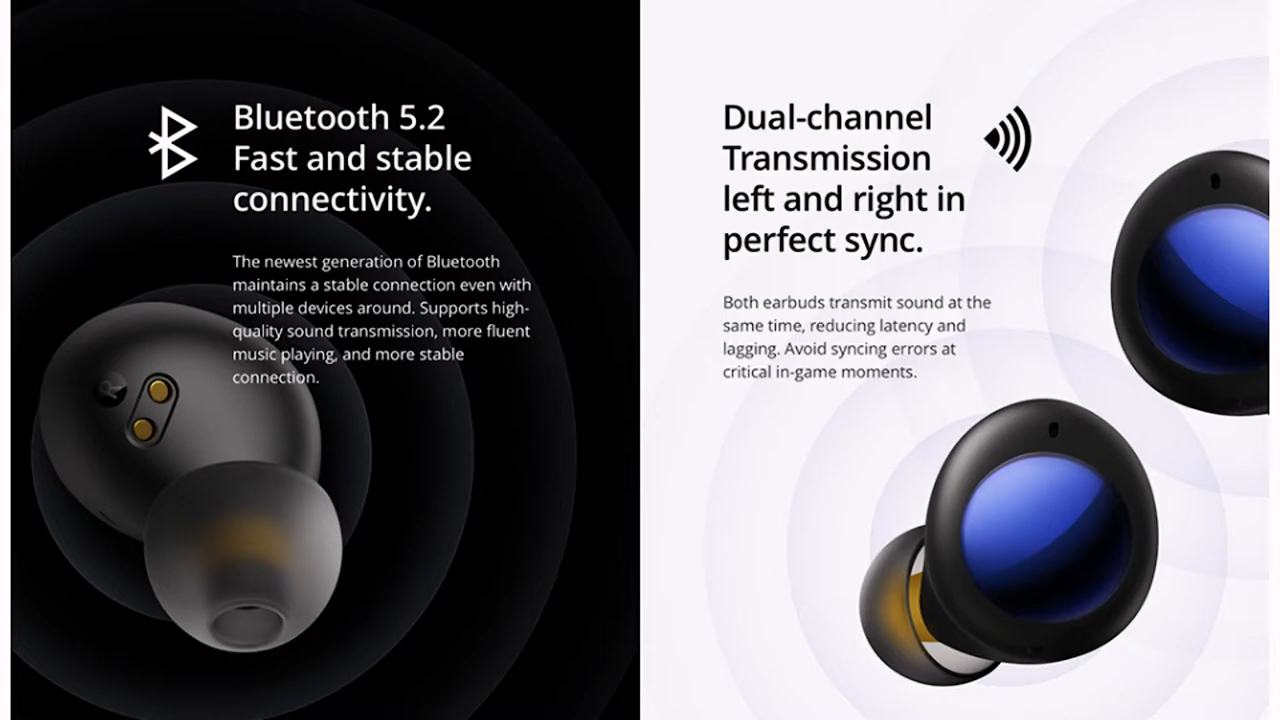 Bluetooth 5.2
Fast and stable
connectivity.
The newest generation of Bluetooth
maintains a stable connection even with
multiple devices around. Supports high-
quality sound transmission, more fluent
music playing, and more stable
connection.
R
Dual-channel
Transmission
left and right in
perfect sync.
Both earbuds transmit sound at the
same time, reducing latency and
lagging. Avoid syncing errors at
critical in-game moments.